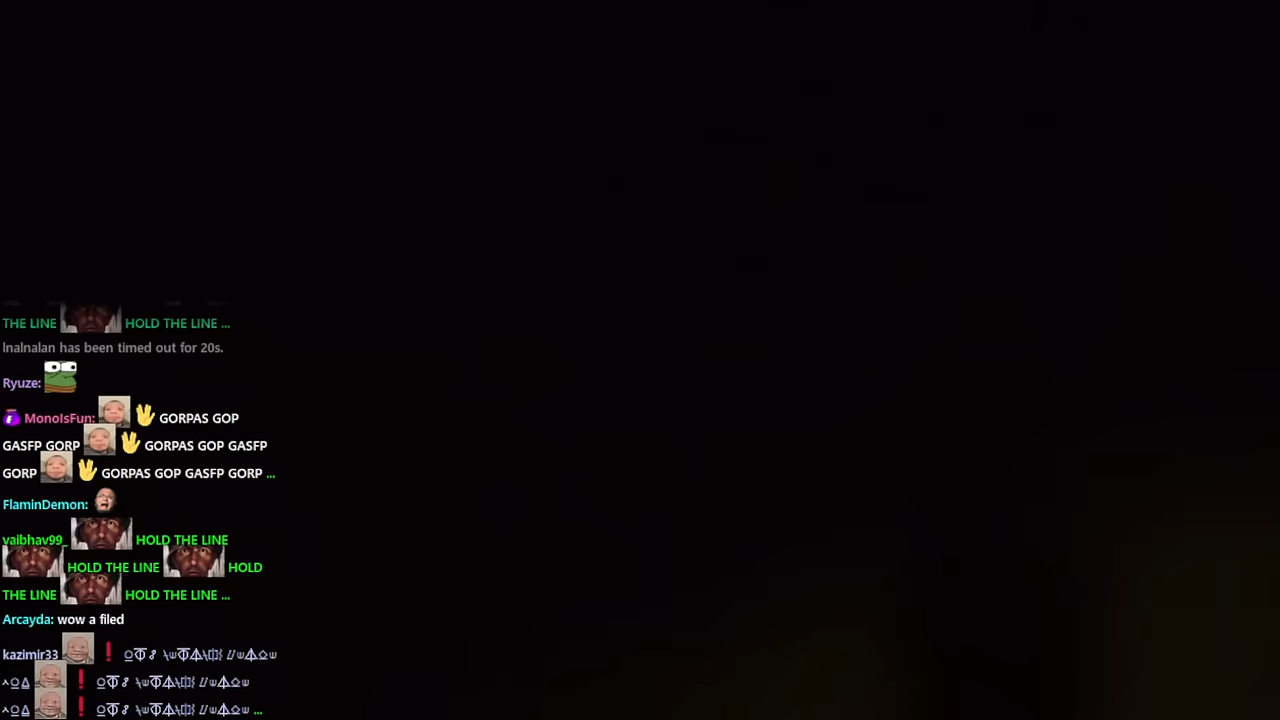 THE LINE HOLD THE LINE ...
lnalnalan has been timed out for 20s.
Ryuze:
MonoIsFun: GORPAS GOP
GASFP GORP GORPAS GOP GASFP
GORP GORPAS GOP GASFP GORP ...
FlaminDemon:
vaibhav99_ HOLD THE LINE
HOLD THE LINE HOLD
THE LINE HOLD THE LINE ...
Arcayda: wow a filed
kazimir33